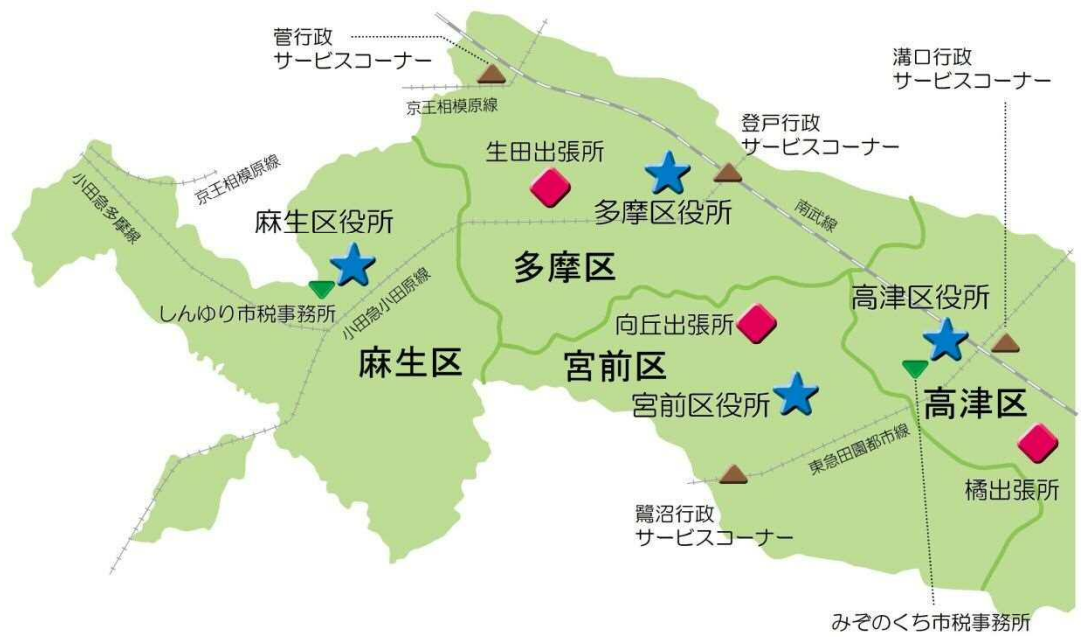 菅行政
サービスコーナー
溝口行政
サービスコーナー
京王相模原線
登戸行政
サービスコーナー
生田出張所
京王相模原線
小田急多摩線
多摩区役所
麻生区役所
南武線
多摩区
しんゆり市税事務所
小田急小田原線
高津区役所
向丘出張所
麻生区
宮前区
宮前区役所
高津区
東急田園都市線
橘出張所
鷺沼行政
サービスコーナー
みぞのくち市税事務所